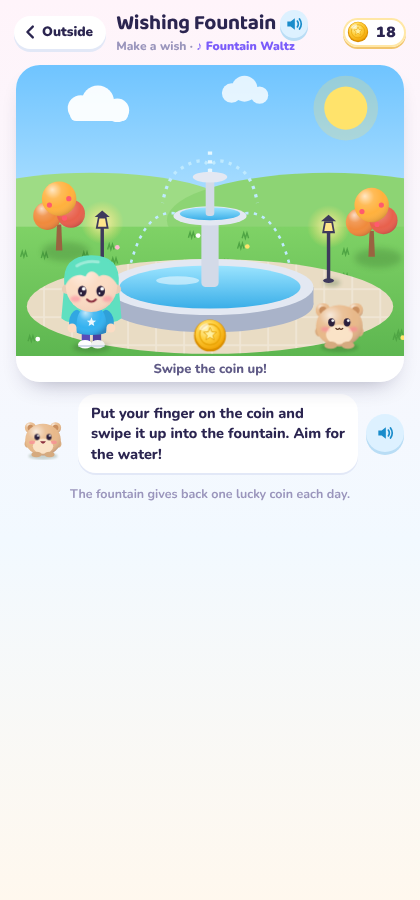 Outside
Wishing Fountain
Make a wish · ♪ Fountain Waltz
18
Swipe the coin up!
Put your finger on the coin and
swipe it up into the fountain. Aim for
the water!
The fountain gives back one lucky coin each day.